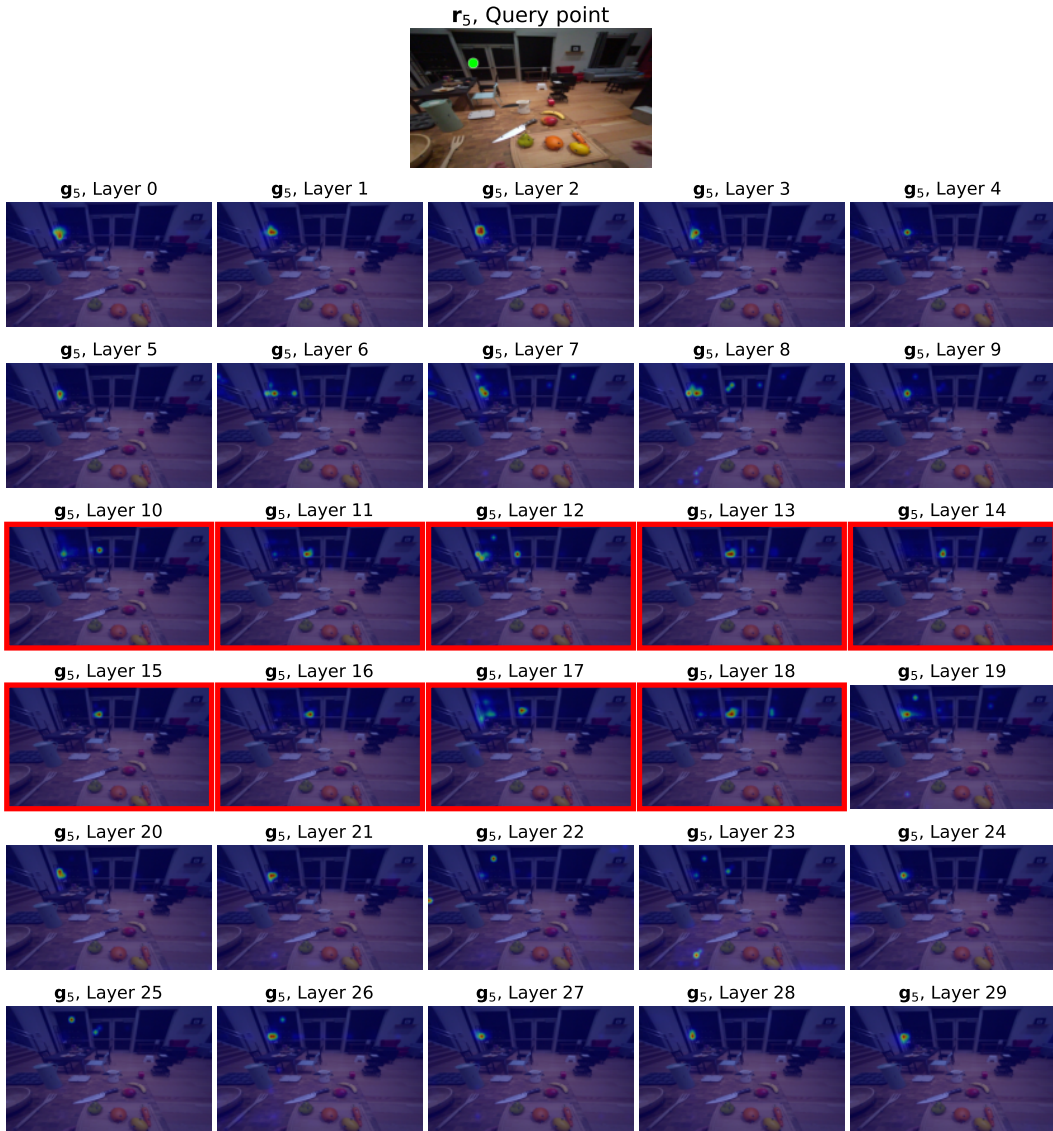 r₅, Query point
g₅, Layer 0 g₅, Layer 1 g₅, Layer 2 g₅, Layer 3 g₅, Layer 4
g₅, Layer 5 g₅, Layer 6 g₅, Layer 7 g₅, Layer 8 g₅, Layer 9
g₅, Layer 10 g₅, Layer 11 g₅, Layer 12 g₅, Layer 13 g₅, Layer 14
g₅, Layer 15 g₅, Layer 16 g₅, Layer 17 g₅, Layer 18 g₅, Layer 19
g₅, Layer 20 g₅, Layer 21 g₅, Layer 22 g₅, Layer 23 g₅, Layer 24
g₅, Layer 25 g₅, Layer 26 g₅, Layer 27 g₅, Layer 28 g₅, Layer 29